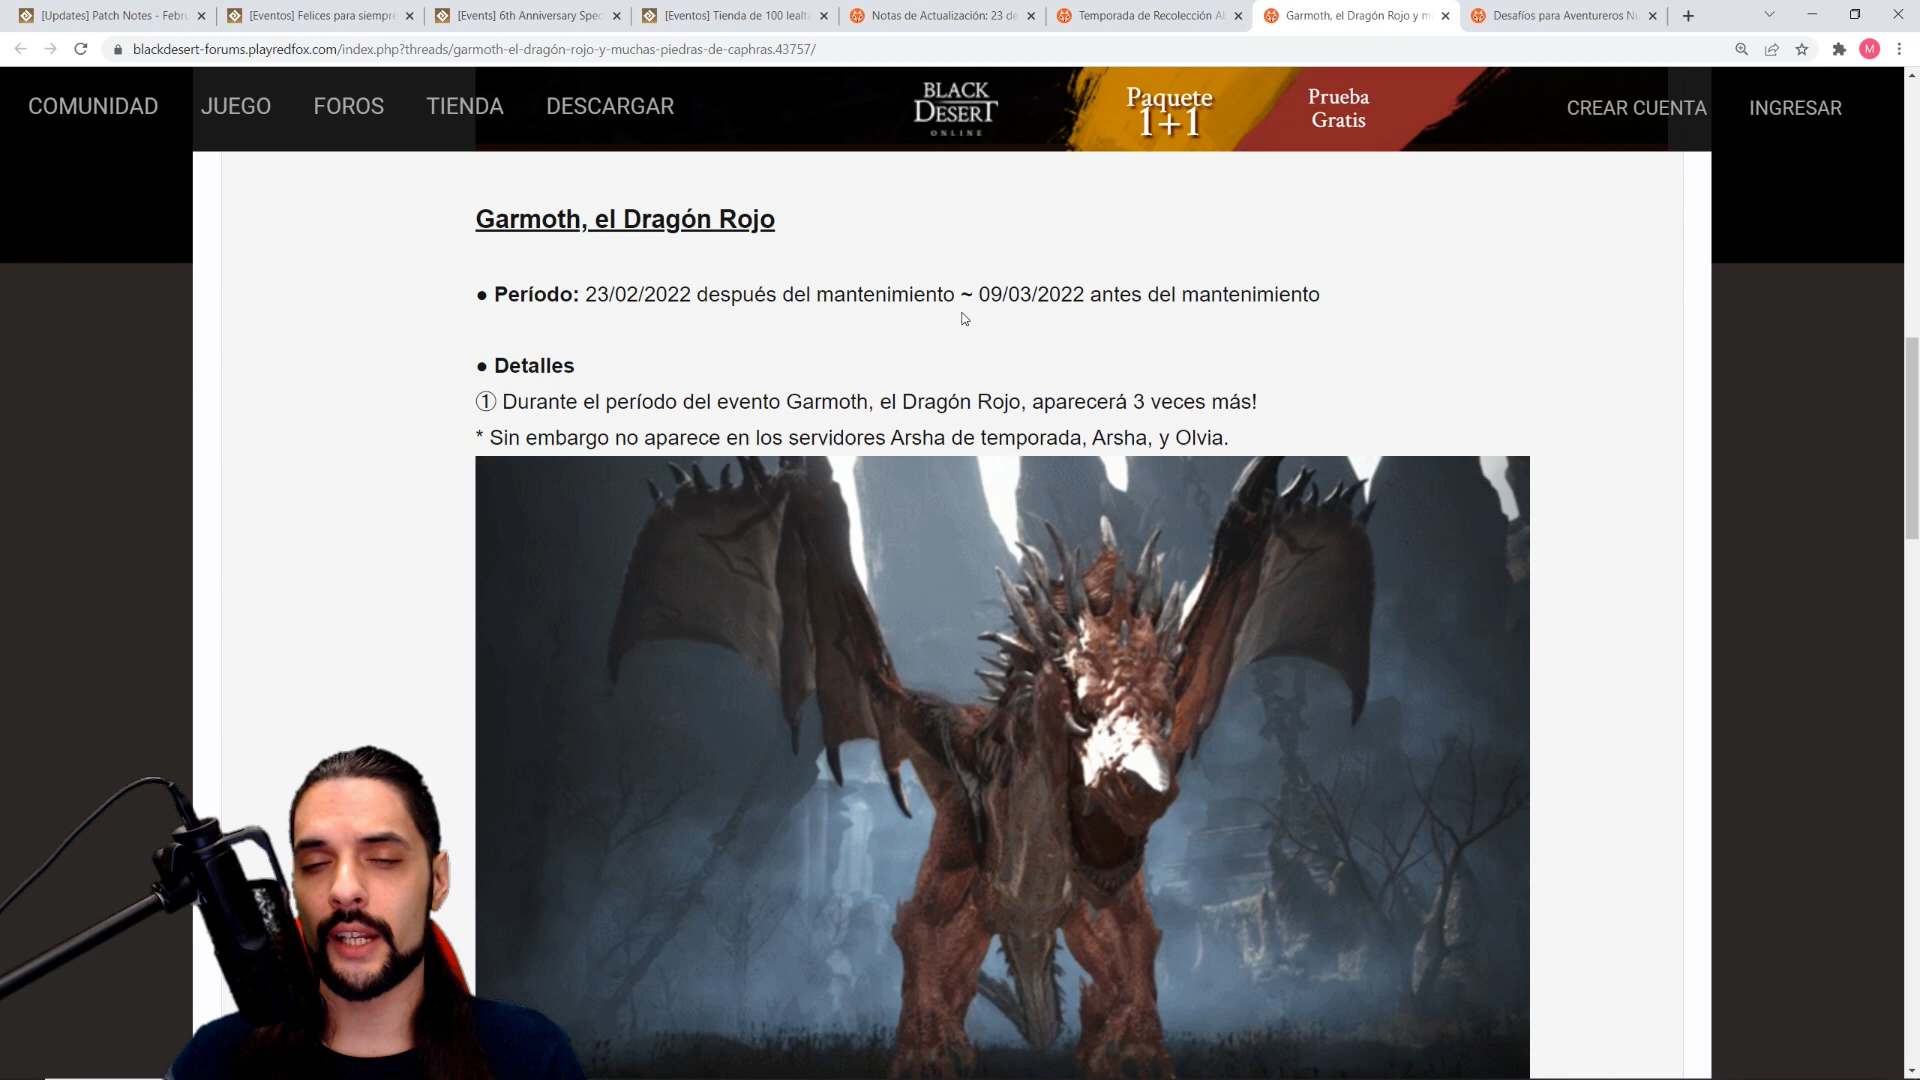 [Updates] Patch Notes - Febru
[Eventos] Felices para siempre
[Events] 6th Anniversary Spec
[Eventos] Tienda de 100 lealt
Notas de Actualización: 23 de
Temporada de Recolección Al
Garmoth, el Dragón Rojo y m
Desafíos para Aventureros Nu
blackdesert-forums.playredfox.com/index.php?threads/garmoth-el-dragón-rojo-y-muchas-piedras-de-caphras.43757/
M
COMUNIDAD JUEGO FOROS TIENDA DESCARGAR
BLACK
DESERT
ONLINE
Paquete
1+1
Prueba
Gratis
CREAR CUENTA INGRESAR
Garmoth, el Dragón Rojo
● Período: 23/02/2022 después del mantenimiento ~ 09/03/2022 antes del mantenimiento
● Detalles
① Durante el período del evento Garmoth, el Dragón Rojo, aparecerá 3 veces más!
* Sin embargo no aparece en los servidores Arsha de temporada, Arsha, y Olvia.